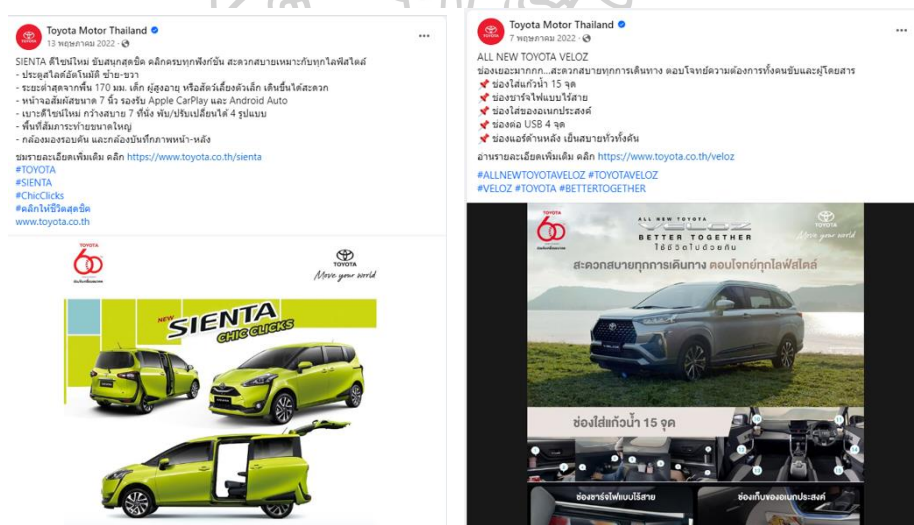 Toyota Motor Thailand
13 พฤษภาคม 2022
SIENTA ดีไซน์ใหม่ ขับสนุกสุดชิค คลิกครบทุกฟังก์ชัน สะดวกสบายเหมาะกับทุกไลฟ์สไตล์
- ประตูสไลด์อัตโนมัติ ซ้าย-ขวา
- ระยะต่ำสุดจากพื้น 170 มม. เด็ก ผู้สูงอายุ หรือสัตว์เลี้ยงตัวเล็ก เดินขึ้นได้สะดวก
- หน้าจอสัมผัสขนาด 7 นิ้ว รองรับ Apple CarPlay และ Android Auto
- เบาะดีไซน์ใหม่ กว้างสบาย 7 ที่นั่ง พับ/ปรับเปลี่ยนได้ 4 รูปแบบ
- พื้นที่สัมภาระท้ายขนาดใหญ่
- กล้องมองรอบคัน และกล้องบันทึกภาพหน้า-หลัง
ชมรายละเอียดเพิ่มเติม คลิก https://www.toyota.co.th/sienta
#TOYOTA
#SIENTA
#ChicClicks
#คลิกให้ชีวิตสุดชิค
www.toyota.co.th
TOYOTA
60
TOYOTA
Move your world
NEW SIENTA
CHIC CLICKS
Toyota Motor Thailand
7 พฤษภาคม 2022
ALL NEW TOYOTA VELOZ
ช่องเยอะมากกก...สะดวกสบายทุกการเดินทาง ตอบโจทย์ความต้องการทั้งคนขับและผู้โดยสาร
📌 ช่องใส่แก้วน้ำ 15 จุด
📌 ช่องชาร์จไฟแบบไร้สาย
📌 ช่องใส่ของอเนกประสงค์
📌 ช่องต่อ USB 4 จุด
📌 ช่องแอร์ด้านหลัง เย็นสบายทั่วทั้งคัน
อ่านรายละเอียดเพิ่มเติม คลิก https://www.toyota.co.th/veloz
#ALLNEWTOYOTAVELOZ #TOYOTAVELOZ
#VELOZ #TOYOTA #BETTERTOGETHER
TOYOTA
60
ALL NEW TOYOTA
VELOZ
BETTER TOGETHER
ใช้ชีวิตไปด้วยกัน
TOYOTA
Move your world
สะดวกสบายทุกการเดินทาง ตอบโจทย์ทุกไลฟ์สไตล์
ช่องใส่แก้วน้ำ 15 จุด
ช่องชาร์จไฟแบบไร้สาย
ช่องเก็บของอเนกประสงค์